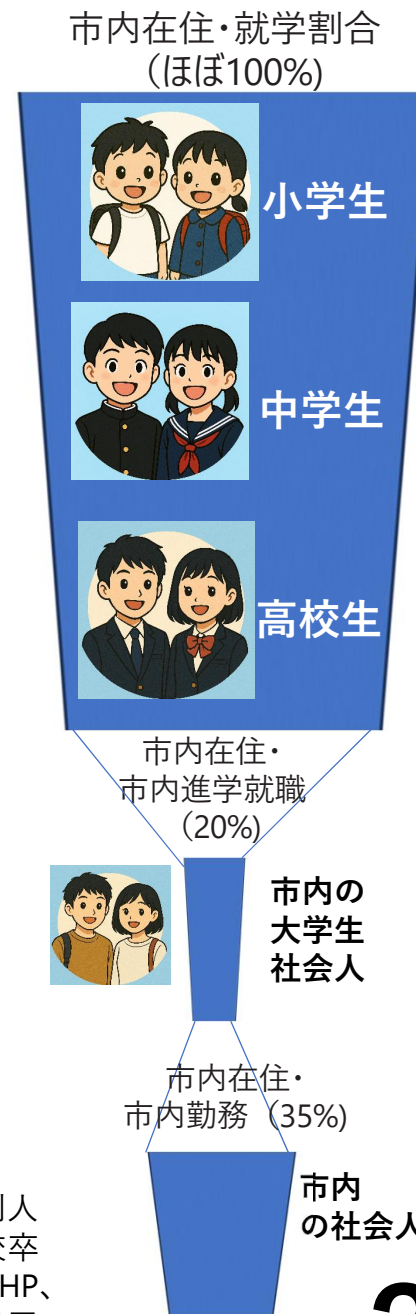 市内在住・就学割合
（ほぼ100%)
小学生
中学生
高校生
市内在住・
市内進学就職
（20%)
市内の
大学生
社会人
市内在住・
市内勤務（35%)
市内
の社会人
人
卒
HP、